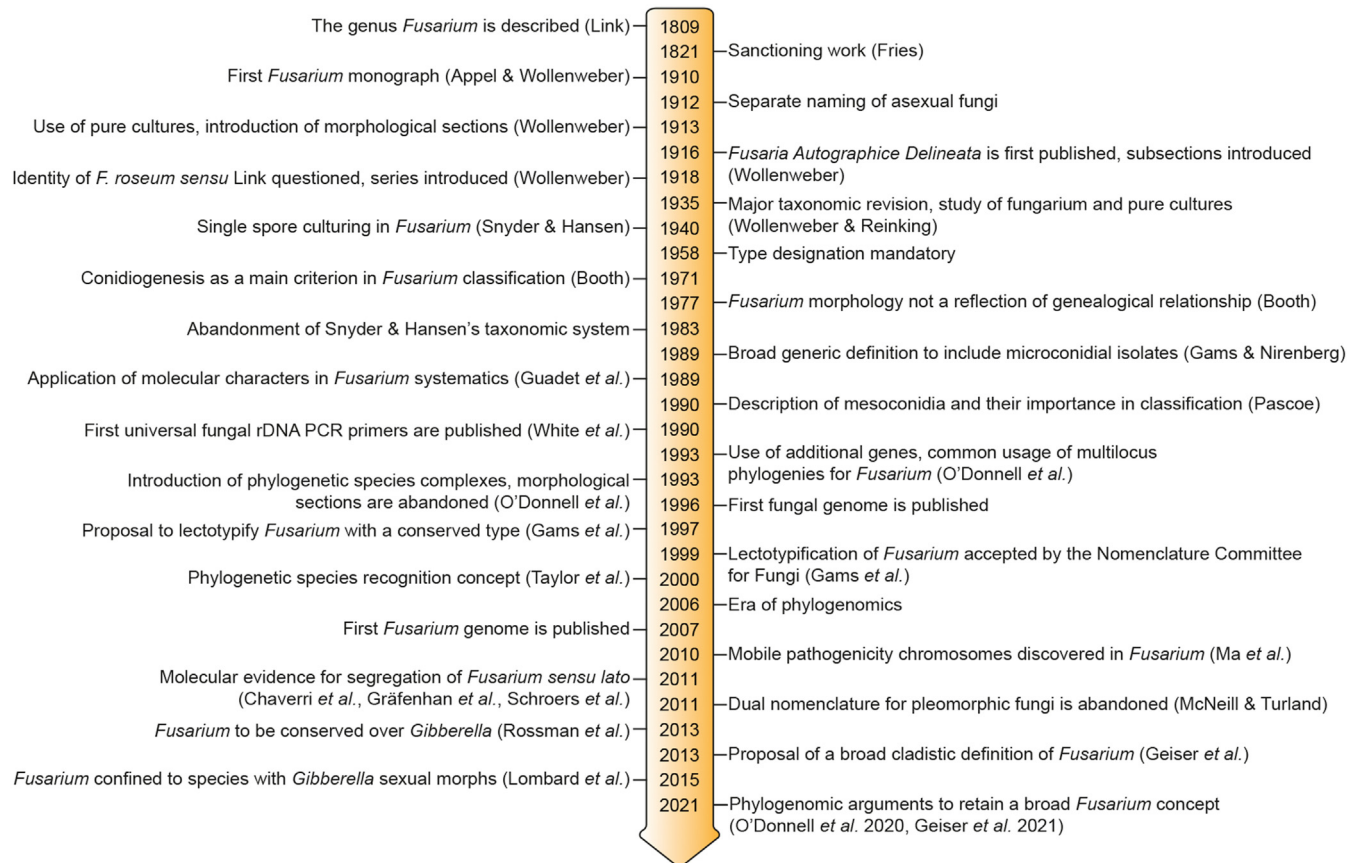 The genus Fusarium is described (Link)
1809
1821
Sanctioning work (Fries)
First Fusarium monograph (Appel & Wollenweber)
1910
1912
Separate naming of asexual fungi
Use of pure cultures, introduction of morphological sections (Wollenweber)
1913
1916
Fusaria Autographice Delineata is first published, subsections introduced
(Wollenweber)
Identity of F. roseum sensu Link questioned, series introduced (Wollenweber)
1918
1935
Major taxonomic revision, study of fungarium and pure cultures
(Wollenweber & Reinking)
Single spore culturing in Fusarium (Snyder & Hansen)
1940
1958
Type designation mandatory
Conidiogenesis as a main criterion in Fusarium classification (Booth)
1971
1977
Fusarium morphology not a reflection of genealogical relationship (Booth)
Abandonment of Snyder & Hansen's taxonomic system
1983
1989
Broad generic definition to include microconidial isolates (Gams & Nirenberg)
Application of molecular characters in Fusarium systematics (Guadet et al.)
1989
1990
Description of mesoconidia and their importance in classification (Pascoe)
First universal fungal rDNA PCR primers are published (White et al.)
1990
1993
Use of additional genes, common usage of multilocus
phylogenies for Fusarium (O'Donnell et al.)
Introduction of phylogenetic species complexes, morphological
sections are abandoned (O'Donnell et al.)
1993
1996
First fungal genome is published
Proposal to lectotypify Fusarium with a conserved type (Gams et al.)
1997
1999
Lectotypification of Fusarium accepted by the Nomenclature Committee
for Fungi (Gams et al.)
Phylogenetic species recognition concept (Taylor et al.)
2000
2006
Era of phylogenomics
First Fusarium genome is published
2007
2010
Mobile pathogenicity chromosomes discovered in Fusarium (Ma et al.)
Molecular evidence for segregation of Fusarium sensu lato
(Chaverri et al., Gräfenhan et al., Schroers et al.)
2011
2011
Dual nomenclature for pleomorphic fungi is abandoned (McNeill & Turland)
Fusarium to be conserved over Gibberella (Rossman et al.)
2013
2013
Proposal of a broad cladistic definition of Fusarium (Geiser et al.)
Fusarium confined to species with Gibberella sexual morphs (Lombard et al.)
2015
2021
Phylogenomic arguments to retain a broad Fusarium concept
(O'Donnell et al. 2020, Geiser et al. 2021)